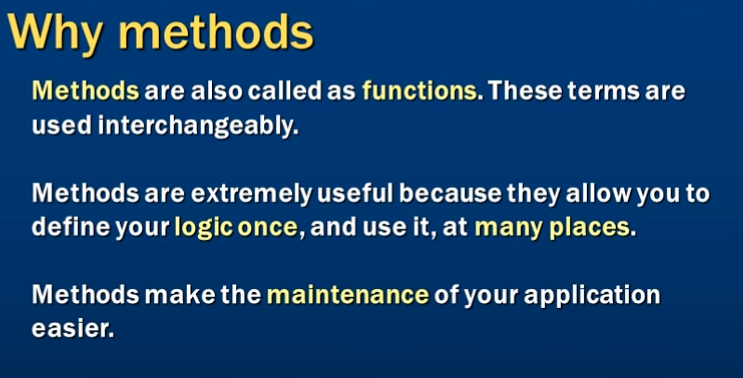 Why methods
Methods are also called as functions. These terms are
used interchangeably.
Methods are extremely useful because they allow you to
define your logic once, and use it, at many places.
Methods make the maintenance of your application
easier.